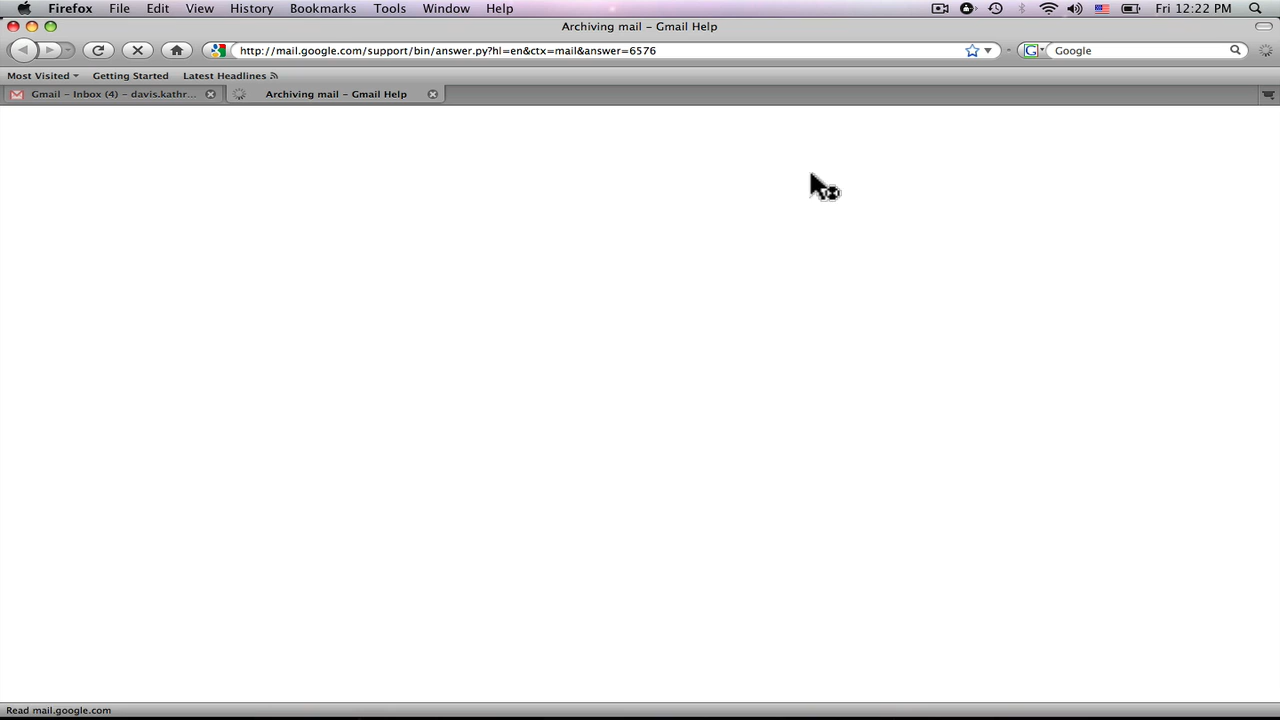 Firefox File Edit View History Bookmarks Tools Window Help Fri 12:22 PM
Archiving mail – Gmail Help
http://mail.google.com/support/bin/answer.py?hl=en&ctx=mail&answer=6576 Google
Most Visited Getting Started Latest Headlines
Gmail – Inbox (4) – davis.kathr... Archiving mail – Gmail Help
Read mail.google.com